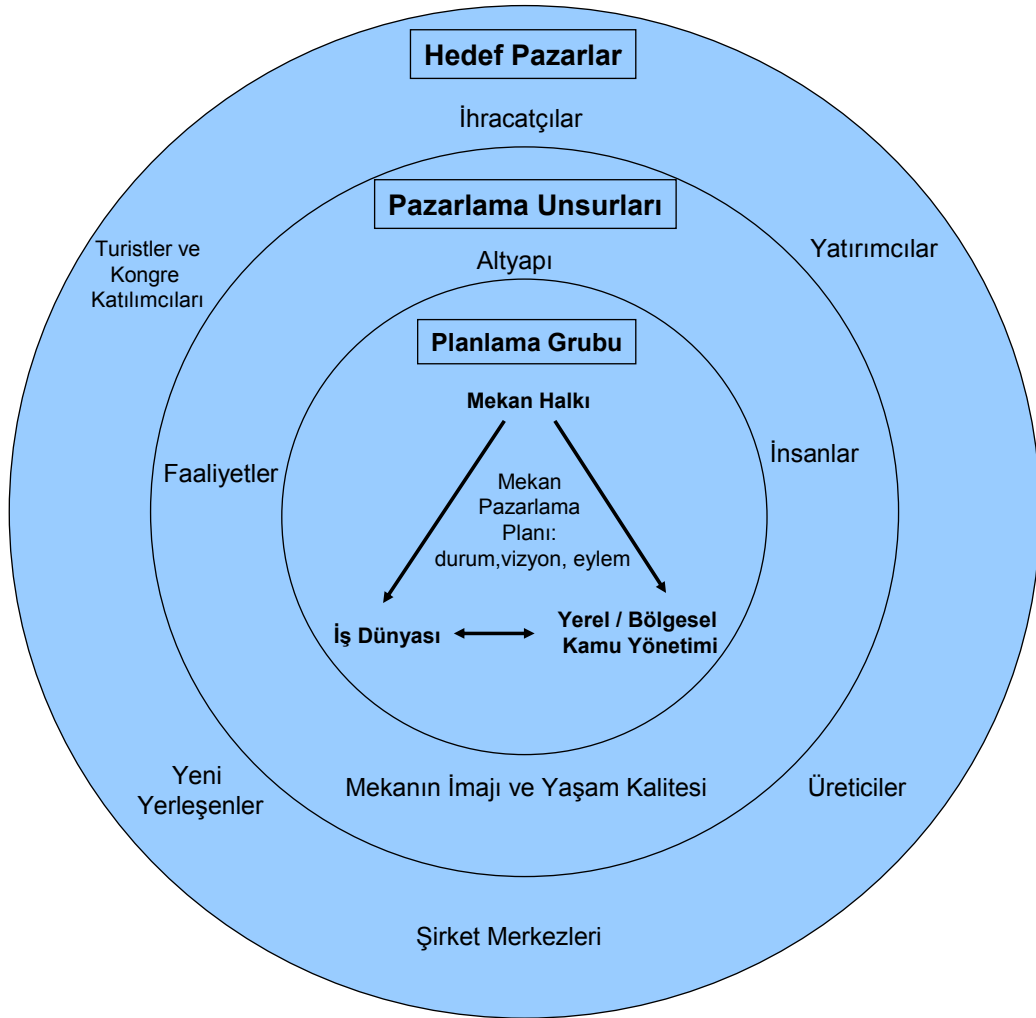 Hedef Pazarlar
İhracatçılar
Pazarlama Unsurları
Turistler ve
Kongre
Katılımcıları
Yatırımcılar
Altyapı
Planlama Grubu
Mekan Halkı
Faaliyetler
İnsanlar
Mekan
Pazarlama
Planı:
durum,vizyon, eylem
İş Dünyası
Yerel / Bölgesel
Kamu Yönetimi
Yeni
Yerleşenler
Mekanın İmajı ve Yaşam Kalitesi
Üreticiler
Şirket Merkezleri